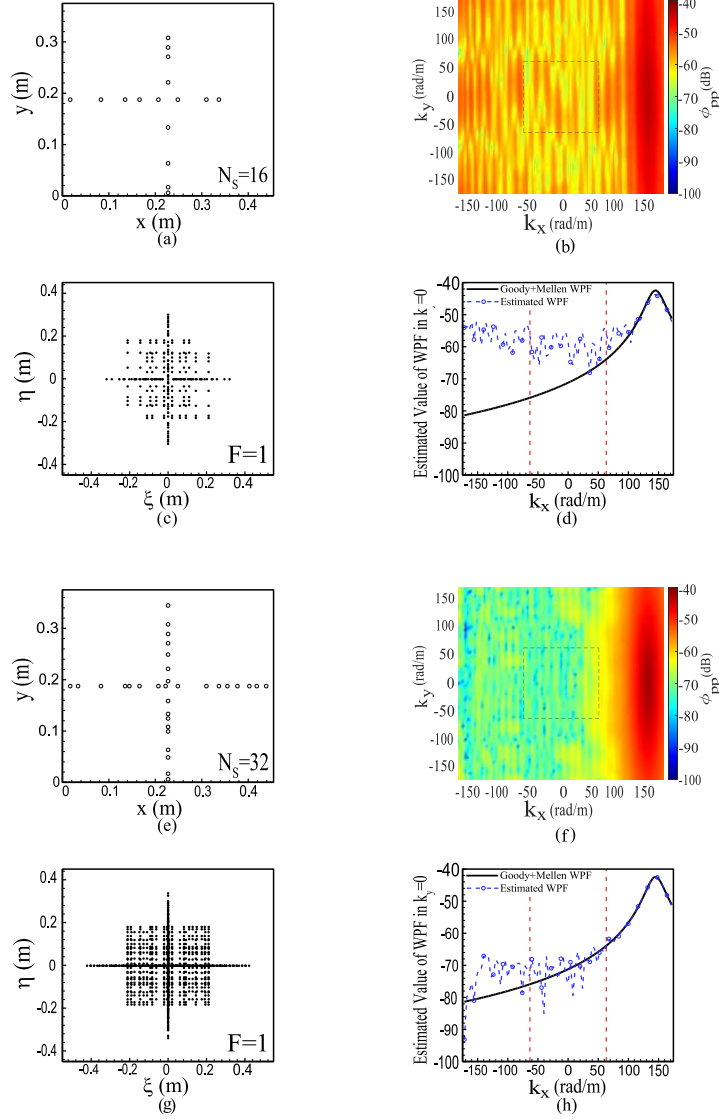 0.3
0.2
0.1
0
y (m)
N_S=16
0 0.1 0.2 0.3 0.4
x (m)
(a)
150
100
50
0
-50
-100
-150
k_y (rad/m)
-150 -100 -50 0 50 100 150
k_x (rad/m)
(b)
-40
-50
-60
-70
-80
-90
-100
ϕ_pp (dB)
0.4
0.2
0
-0.2
-0.4
η (m)
F=1
-0.4 -0.2 0 0.2 0.4
ξ (m)
(c)
-40
-50
-60
-70
-80
-90
-100
Estimated Value of WPF in k =0
Goody+Mellen WPF
Estimated WPF
-150 -100 -50 0 50 100 150
k_x (rad/m)
(d)
0.3
0.2
0.1
0
y (m)
N_S=32
0 0.1 0.2 0.3 0.4
x (m)
(e)
150
100
50
0
-50
-100
-150
k_y (rad/m)
-150 -100 -50 0 50 100 150
k_x (rad/m)
(f)
-40
-50
-60
-70
-80
-90
-100
ϕ_pp (dB)
0.4
0.2
0
-0.2
-0.4
η (m)
F=1
-0.4 -0.2 0 0.2 0.4
ξ (m)
(g)
-40
-50
-60
-70
-80
-90
-100
Estimated Value of WPF in k_y=0
Goody+Mellen WPF
Estimated WPF
-150 -100 -50 0 50 100 150
k_x (rad/m)
(h)